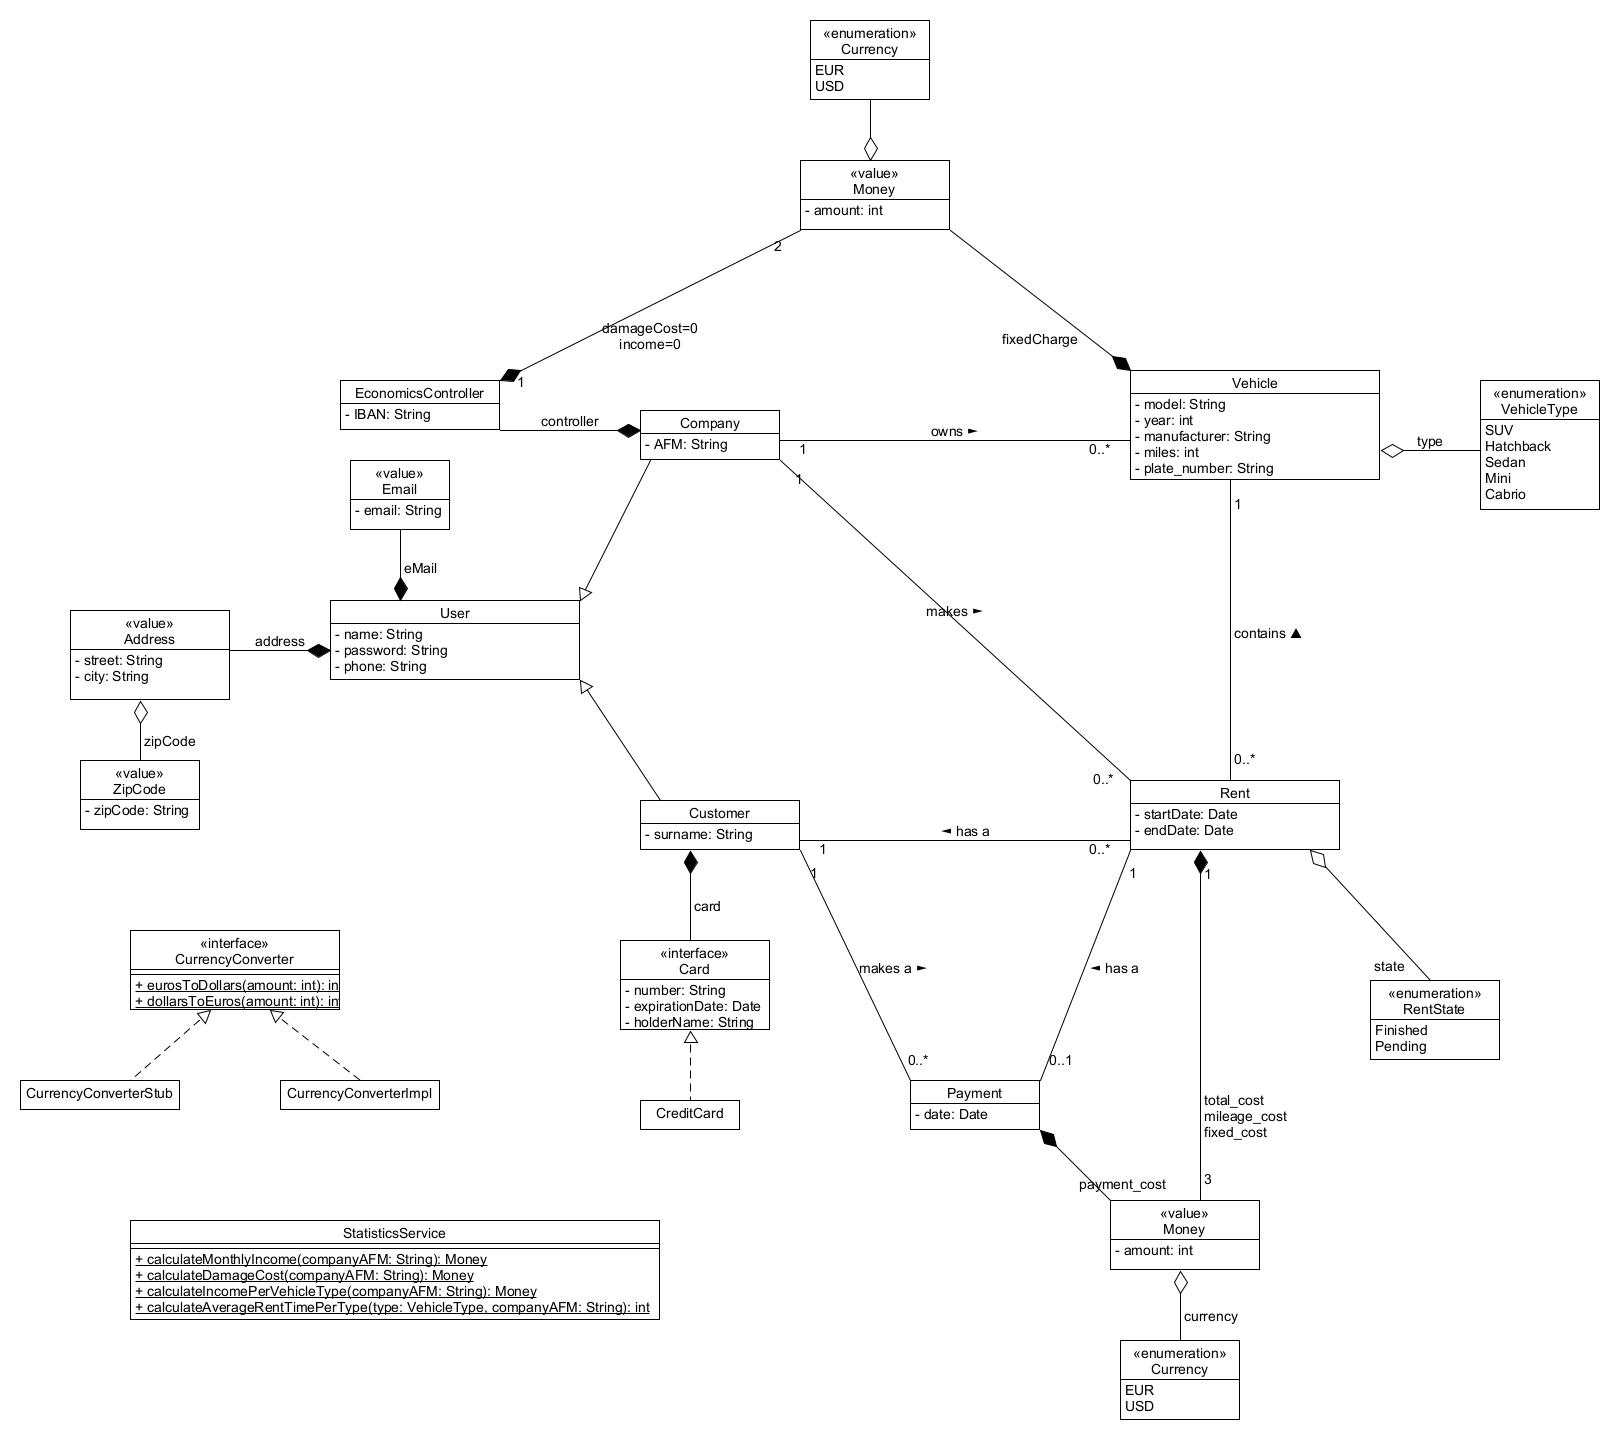 «enumeration»
Currency
EUR
USD
«value»
Money
- amount: int
2
damageCost=0
income=0
1
fixedCharge
EconomicsController
- IBAN: String
controller
Company
- AFM: String
owns ►
1
0..*
1
Vehicle
- model: String
- year: int
- manufacturer: String
- miles: int
- plate_number: String
type
«enumeration»
VehicleType
SUV
Hatchback
Sedan
Mini
Cabrio
«value»
Email
- email: String
eMail
1
User
- name: String
- password: String
- phone: String
«value»
Address
- street: String
- city: String
address
makes ►
contains ▲
zipCode
«value»
ZipCode
- zipCode: String
0..*
0..*
Customer
- surname: String
◄ has a
1
0..*
Rent
- startDate: Date
- endDate: Date
1
1
1
card
«interface»
CurrencyConverter
+ eurosToDollars(amount: int): in
+ dollarsToEuros(amount: int): in
«interface»
Card
- number: String
- expirationDate: Date
- holderName: String
makes a ►
◄ has a
state
«enumeration»
RentState
Finished
Pending
0..*
0..1
CurrencyConverterStub
CurrencyConverterImpl
CreditCard
Payment
- date: Date
total_cost
mileage_cost
fixed_cost
payment_cost
3
«value»
Money
- amount: int
StatisticsService
+ calculateMonthlyIncome(companyAFM: String): Money
+ calculateDamageCost(companyAFM: String): Money
+ calculateIncomePerVehicleType(companyAFM: String): Money
+ calculateAverageRentTimePerType(type: VehicleType, companyAFM: String): int
currency
«enumeration»
Currency
EUR
USD